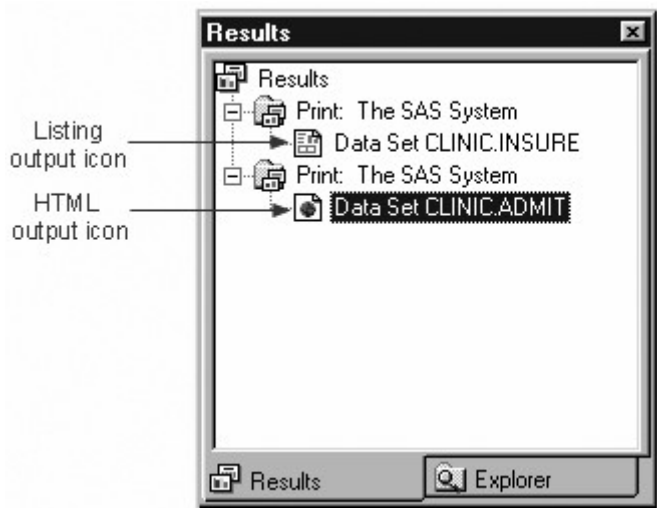 Results
Results
Print: The SAS System
Listing
output icon
Data Set CLINIC.INSURE
Print: The SAS System
HTML
output icon
Data Set CLINIC.ADMIT
Results
Explorer